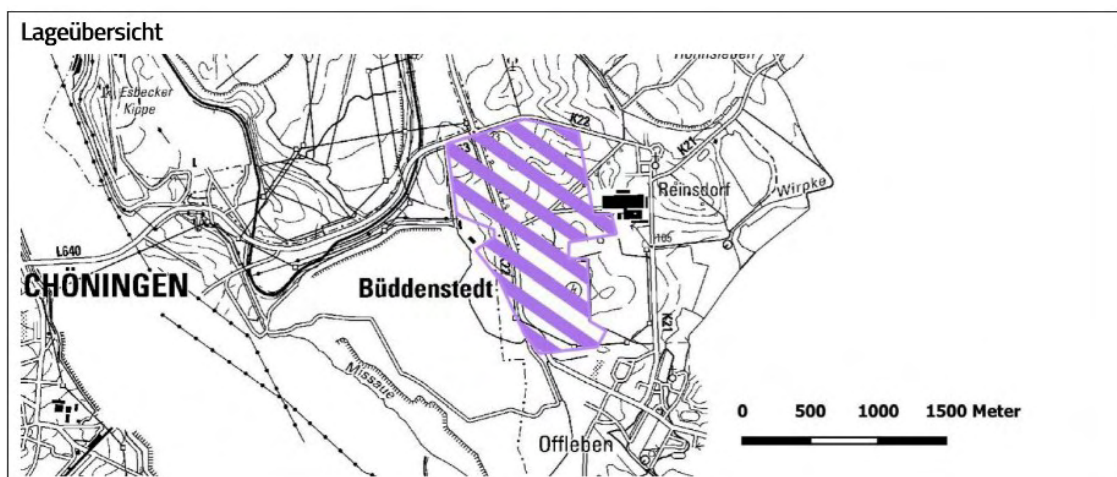 Lageübersicht
Esbecker
Kippe
K22
K21
Reinsdorf
Wirpke
105
L640
CHÖNINGEN
Büddenstedt
K21
Missaue
Offleben
0 500 1000 1500 Meter